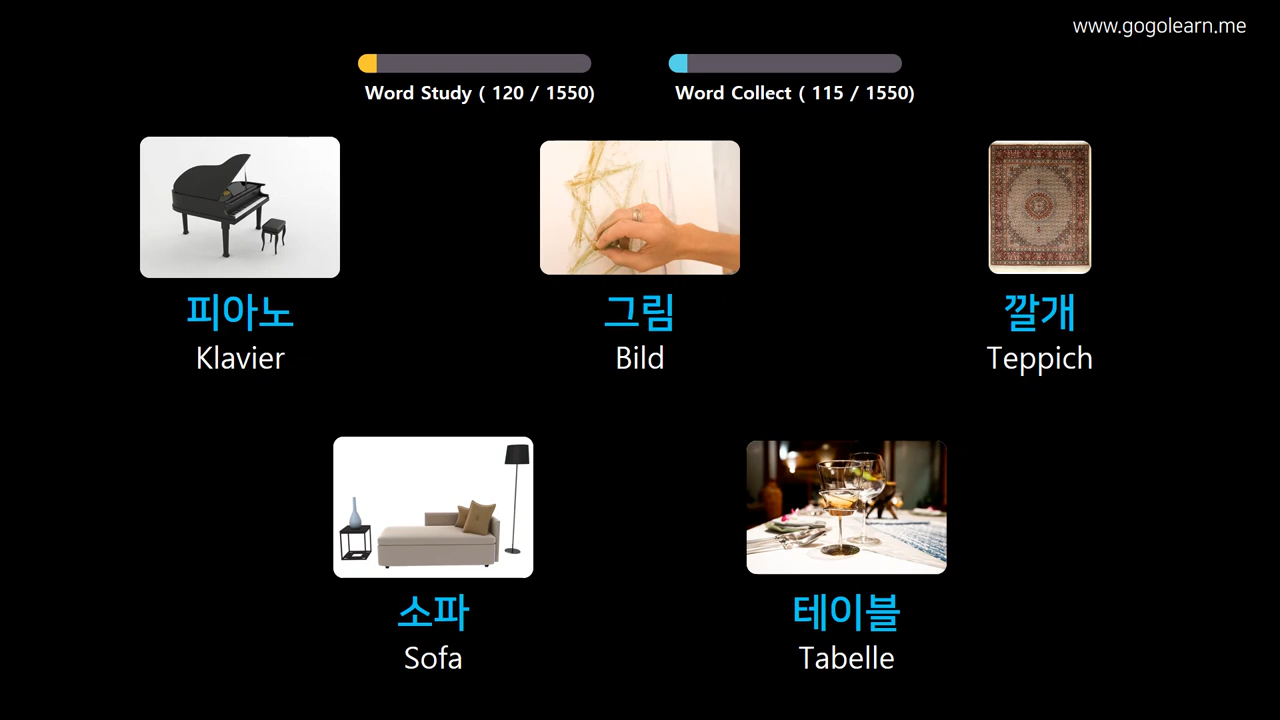 www.gogolearn.me
Word Study ( 120 / 1550)
Word Collect ( 115 / 1550)
피아노
Klavier
그림
Bild
깔개
Teppich
소파
Sofa
테이블
Tabelle